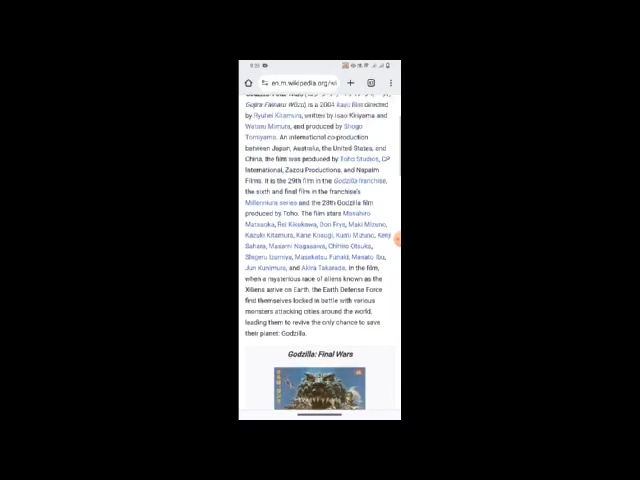 en.m.wikipedia.org/wi
Gojira Fainaru Wōzu) is a 2004 kaiju film directed
by Ryuhei Kitamura, written by Isao Kiriyama and
Wataru Mimura, and produced by Shogo
Tomiyama. An international co-production
between Japan, Australia, the United States, and
China, the film was produced by Toho Studios, CP
International, Zazou Productions, and Napalm
Films. It is the 29th film in the Godzilla franchise,
the sixth and final film in the franchise's
Millennium series and the 28th Godzilla film
produced by Toho. The film stars Masahiro
Matsuoka, Rei Kikukawa, Don Frye, Maki Mizuno,
Kazuki Kitamura, Kane Kosugi, Kumi Mizuno, Kenji
Sahara, Masami Nagasawa, Chihiro Otsuka,
Shigeru Izumiya, Masakatsu Funaki, Masato Ibu,
Jun Kunimura, and Akira Takarada. In the film,
when a mysterious race of aliens known as the
Xiliens arrive on Earth, the Earth Defense Force
find themselves locked in battle with various
monsters attacking cities around the world,
leading them to revive the only chance to save
their planet: Godzilla.
Godzilla: Final Wars